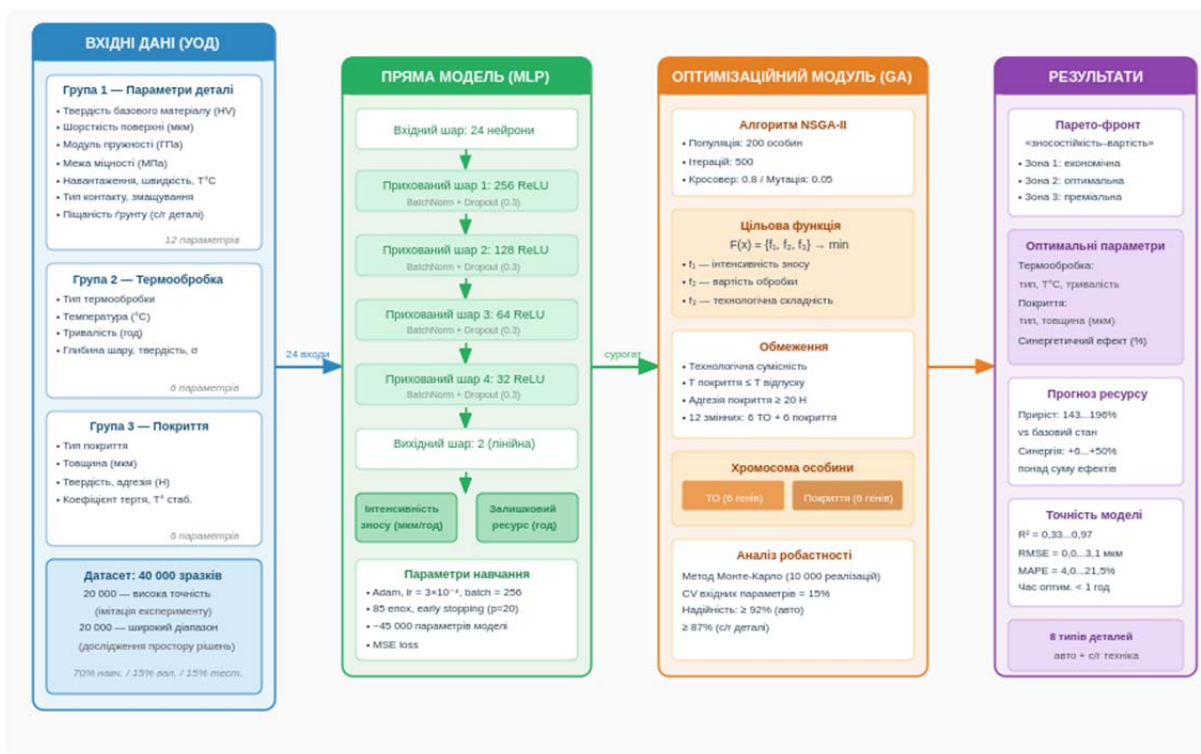 ВХІДНІ ДАНІ (УОД)
Група 1 — Параметри деталі
• Твердість базового матеріалу (HV)
• Шорсткість поверхні (мкм)
• Модуль пружності (ГПа)
• Межа міцності (МПа)
• Навантаження, швидкість, Т°С
• Тип контакту, змащування
• Піщаність ґрунту (с/г деталі)
12 параметрів
Група 2 — Термообробка
• Тип термообробки
• Температура (°С)
• Тривалість (год)
• Глибина шару, твердість, σ
6 параметрів
Група 3 — Покриття
• Тип покриття
• Товщина (мкм)
• Твердість, адгезія (Н)
• Коефіцієнт тертя, Т° стаб.
6 параметрів
Датасет: 40 000 зразків
20 000 — висока точність
(імітація експерименту)
20 000 — широкий діапазон
(дослідження простору рішень)
70% навч. / 15% вал. / 15% тест.
24 входи
ПРЯМА МОДЕЛЬ (MLP)
Вхідний шар: 24 нейрони
Прихований шар 1: 256 ReLU
BatchNorm + Dropout (0.3)
Прихований шар 2: 128 ReLU
BatchNorm + Dropout (0.3)
Прихований шар 3: 64 ReLU
BatchNorm + Dropout (0.3)
Прихований шар 4: 32 ReLU
BatchNorm + Dropout (0.3)
Вихідний шар: 2 (лінійна)
Інтенсивність
зносу (мкм/год)
Залишковий
ресурс (год)
Параметри навчання
• Adam, lr = 3×10⁻⁴, batch = 256
• 85 епох, early stopping (p=20)
• ~45 000 параметрів моделі
• MSE loss
сурогат
ОПТИМІЗАЦІЙНИЙ МОДУЛЬ (GA)
Алгоритм NSGA-II
• Популяція: 200 особин
• Ітерацій: 500
• Кросовер: 0.8 / Мутація: 0.05
Цільова функція
F(x) = {f₁, f₂, f₃} → min
• f₁ — інтенсивність зносу
• f₂ — вартість обробки
• f₃ — технологічна складність
Обмеження
• Технологічна сумісність
• Т покриття ≤ Т відпуску
• Адгезія покриття ≥ 20 Н
• 12 змінних: 6 ТО + 6 покриття
Хромосома особини
ТО (6 генів)
Покриття (6 генів)
Аналіз робастності
Метод Монте-Карло (10 000 реалізацій)
CV вхідних параметрів = 15%
Надійність: ≥ 92% (авто)
≥ 87% (с/г деталі)
РЕЗУЛЬТАТИ
Парето-фронт
«зносостійкість–вартість»
• Зона 1: економічна
• Зона 2: оптимальна
• Зона 3: преміальна
Оптимальні параметри
Термообробка:
тип, Т°С, тривалість
Покриття:
тип, товщина (мкм)
Синергетичний ефект (%)
Прогноз ресурсу
Приріст: 143...196%
vs базовий стан
Синергія: +6...+50%
понад суму ефектів
Точність моделі
R² = 0,33...0,97
RMSE = 0,0...3,1 мкм
MAPE = 4,0...21,5%
Час оптим. < 1 год
8 типів деталей
авто + с/г техніка